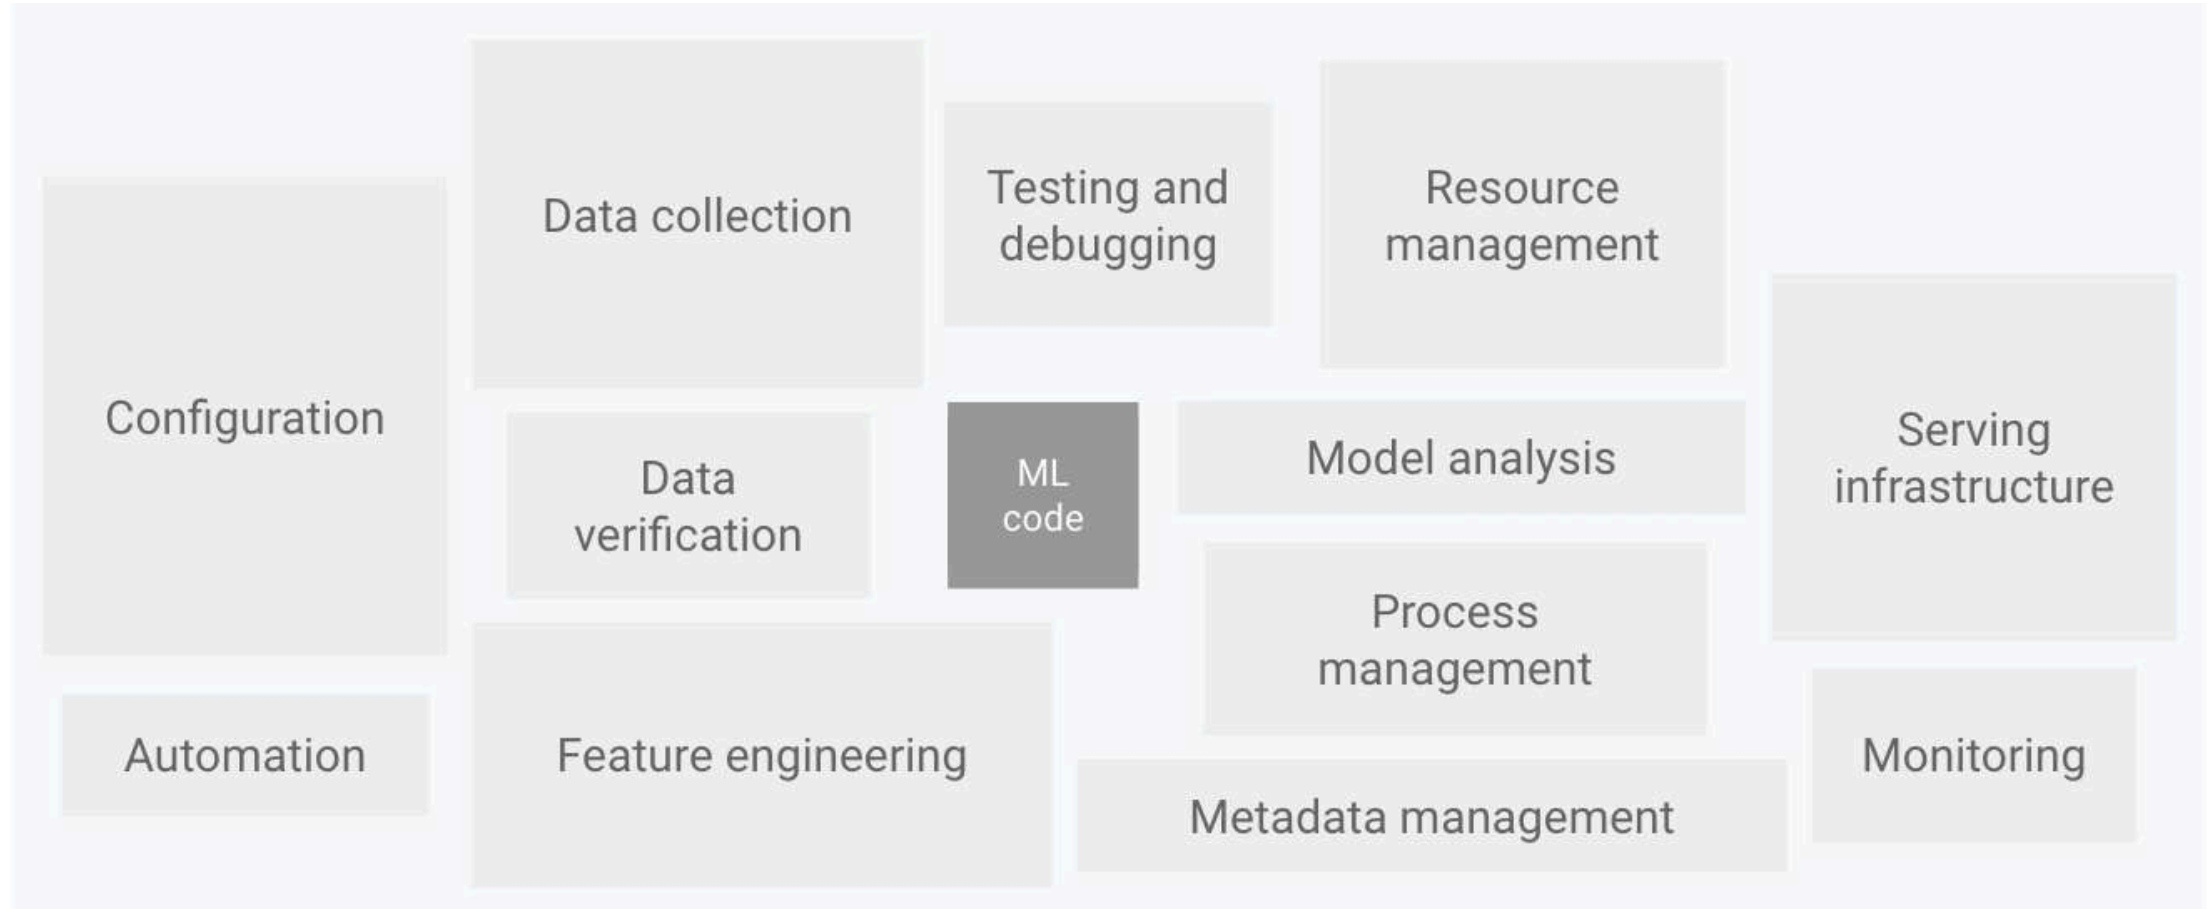 Data collection
Testing and
debugging
Resource
management
Configuration
Data
verification
ML
code
Model analysis
Serving
infrastructure
Process
management
Automation
Feature engineering
Metadata management
Monitoring